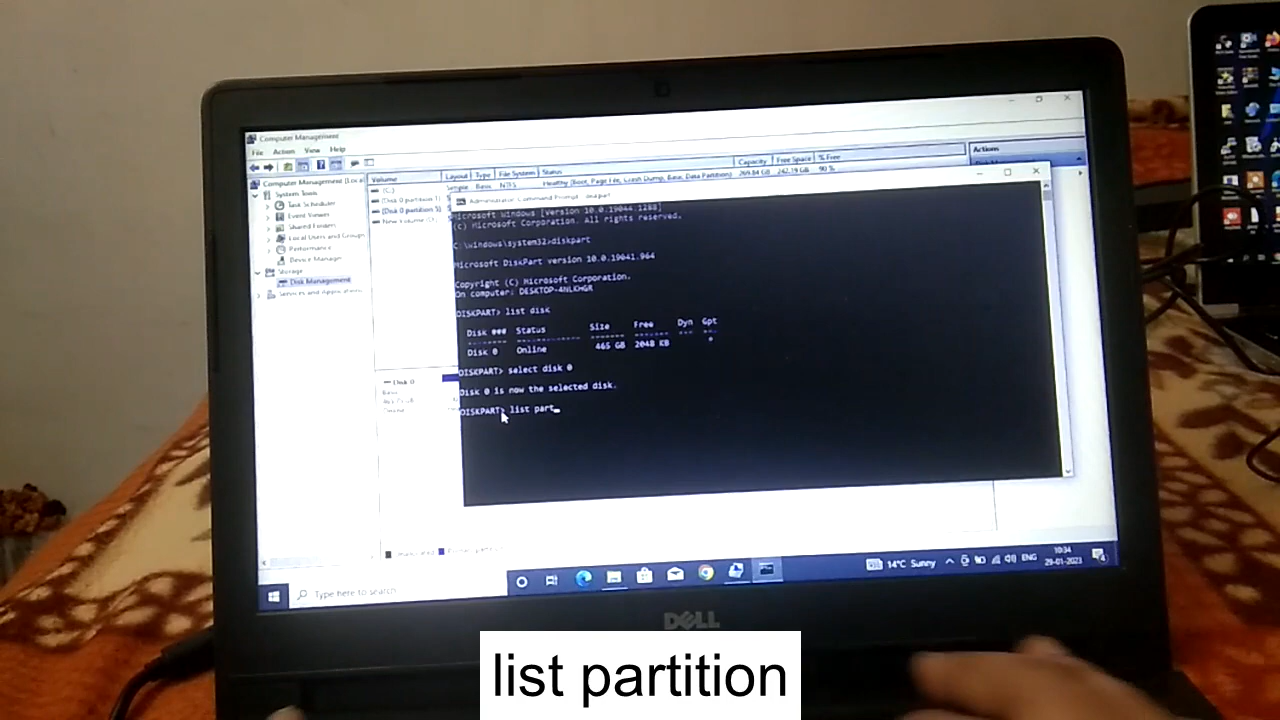 Computer Management
File Action View Help
Computer Management (Local
System Tools
Task Scheduler
Event Viewer
Shared Folders
Local Users and Groups
Performance
Device Manager
Storage
Disk Management
Services and Applications
Volume Layout Type File System Status Capacity Free Space % Free
(C:) Simple Basic NTFS Healthy (Boot, Page File, Crash Dump, Basic Data Partition) 90 %
(Disk 0 partition 1)
(Disk 0 partition 5)
New Volume (D:)
Actions
Disk 0
Basic
Administrator: Command Prompt - diskpart
Microsoft Windows [Version 10.0.19044.1288]
(c) Microsoft Corporation. All rights reserved.
C:\Windows\system32>diskpart
Microsoft DiskPart version 10.0.19041.964
Copyright (C) Microsoft Corporation.
On computer: DESKTOP-4NLKHGR
DISKPART> list disk
Disk ### Status Size Free Dyn Gpt
Disk 0 Online 465 GB 2048 KB *
DISKPART> select disk 0
Disk 0 is now the selected disk.
DISKPART> list part
Type here to search
14°C Sunny
ENG
10:34
29-01-2023
DELL
list partition